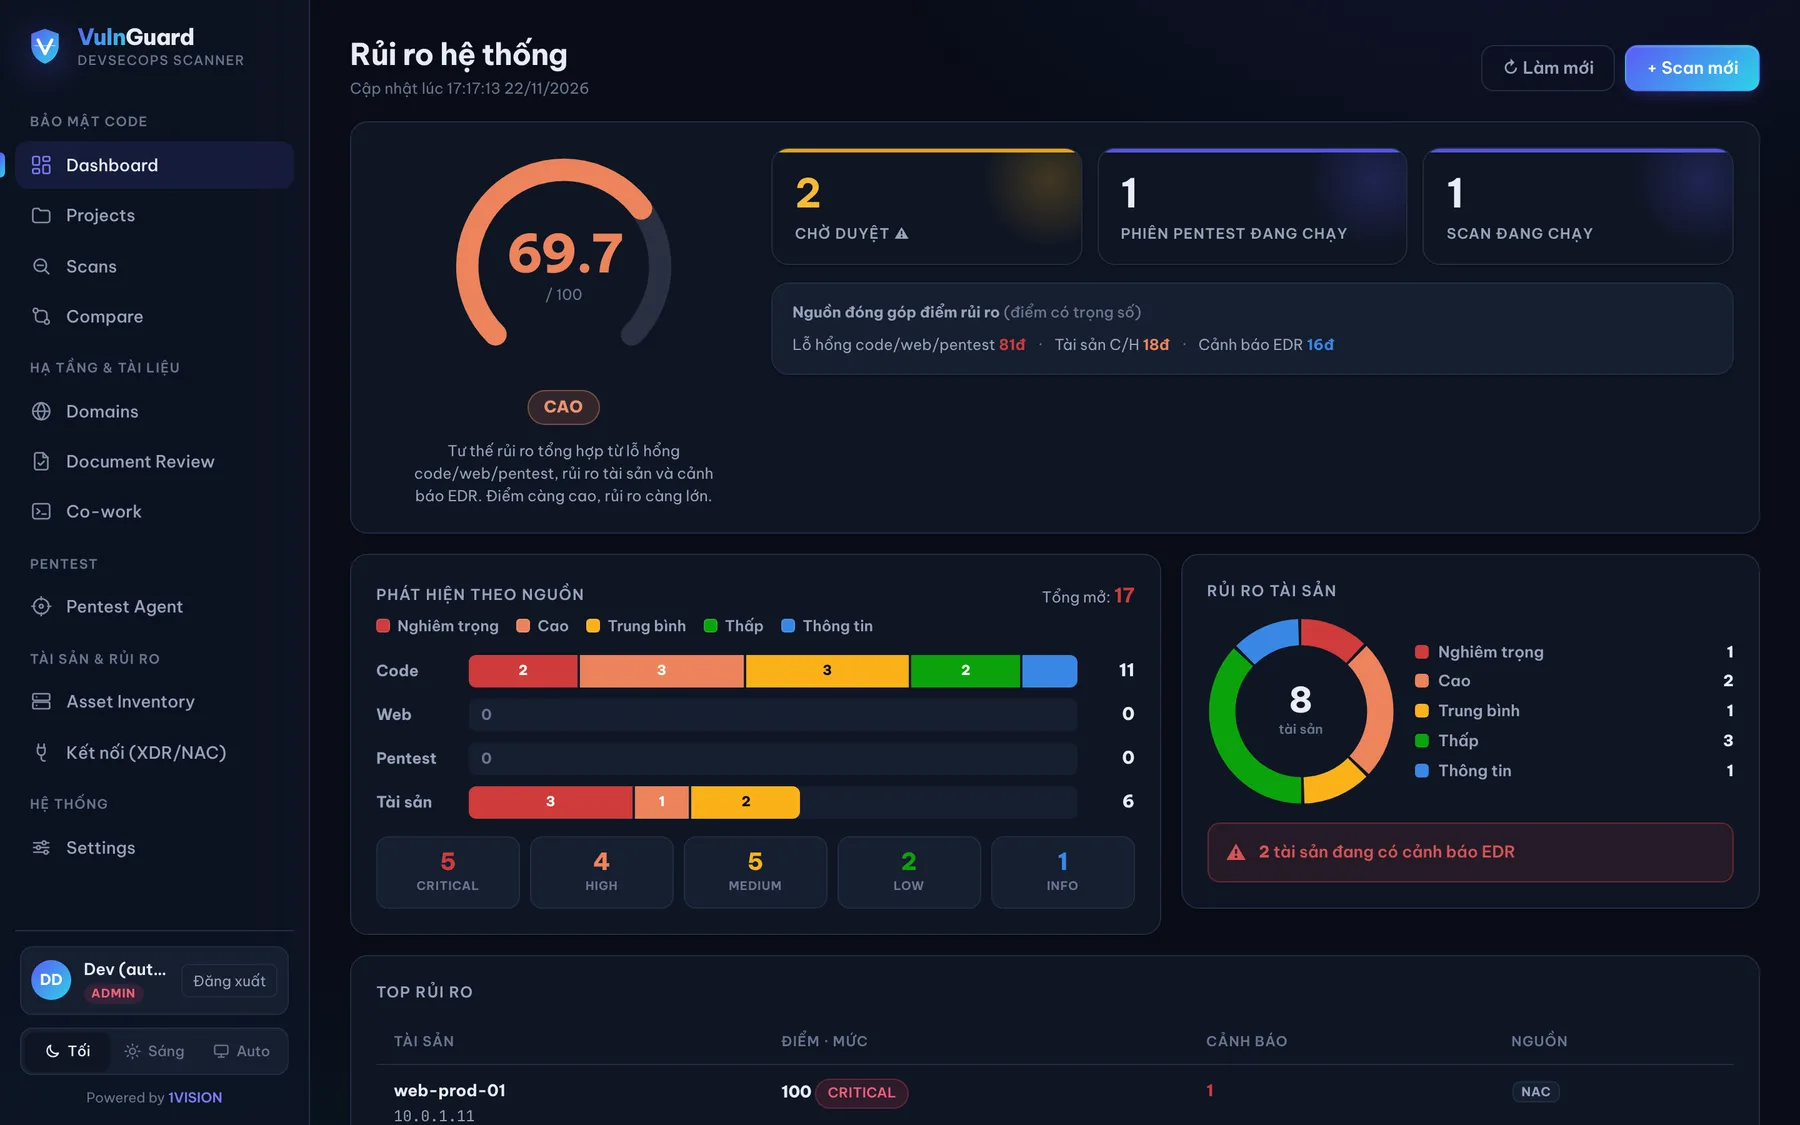 VulnGuard
DEVSECOPS SCANNER
BẢO MẬT CODE
Dashboard
Projects
Scans
Compare
HẠ TẦNG & TÀI LIỆU
Domains
Document Review
Co-work
PENTEST
Pentest Agent
TÀI SẢN & RỦI RO
Asset Inventory
Kết nối (XDR/NAC)
HỆ THỐNG
Settings
DD
Dev (aut...
ADMIN
Đăng xuất
Tối
Sáng
Auto
Powered by 1VISION
Rủi ro hệ thống
Cập nhật lúc 17:17:13 22/11/2026
Làm mới
+ Scan mới
69.7
/ 100
CAO
Tư thế rủi ro tổng hợp từ lỗ hổng
code/web/pentest, rủi ro tài sản và cảnh
báo EDR. Điểm càng cao, rủi ro càng lớn.
2
CHỜ DUYỆT
1
PHIÊN PENTEST ĐANG CHẠY
1
SCAN ĐANG CHẠY
Nguồn đóng góp điểm rủi ro (điểm có trọng số)
Lỗ hổng code/web/pentest 81đ · Tài sản C/H 18đ · Cảnh báo EDR 16đ
PHÁT HIỆN THEO NGUỒN
Tổng mở: 17
Nghiêm trọng Cao Trung bình Thấp Thông tin
Code 2 3 3 2 11
Web 0 0
Pentest 0 0
Tài sản 3 1 2 6
5
CRITICAL
4
HIGH
5
MEDIUM
2
LOW
1
INFO
RỦI RO TÀI SẢN
8
tài sản
Nghiêm trọng 1
Cao 2
Trung bình 1
Thấp 3
Thông tin 1
2 tài sản đang có cảnh báo EDR
TOP RỦI RO
TÀI SẢN ĐIỂM · MỨC CẢNH BÁO NGUỒN
web-prod-01 100 CRITICAL 1 NAC
10.0.1.11